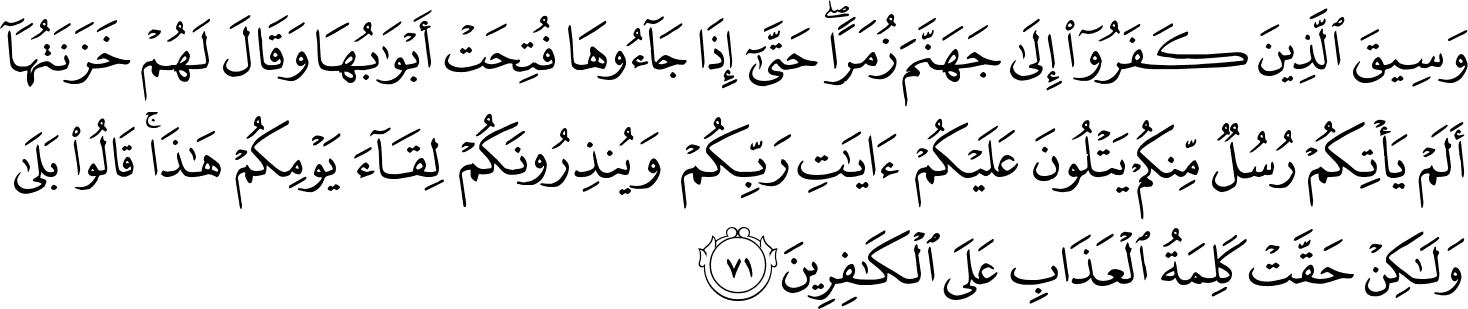 وَسِيقَ ٱلَّذِينَ كَفَرُوٓا۟ إِلَىٰ جَهَنَّمَ زُمَرًا ۖ حَتَّىٰٓ إِذَا جَآءُوهَا فُتِحَتْ أَبْوَٰبُهَا وَقَالَ لَهُمْ خَزَنَتُهَآ
أَلَمْ يَأْتِكُمْ رُسُلٌ مِّنكُمْ يَتْلُونَ عَلَيْكُمْ ءَايَٰتِ رَبِّكُمْ وَيُنذِرُونَكُمْ لِقَآءَ يَوْمِكُمْ هَٰذَا ۚ قَالُوا۟ بَلَىٰ
وَلَٰكِنْ حَقَّتْ كَلِمَةُ ٱلْعَذَابِ عَلَى ٱلْكَٰفِرِينَ ٧١